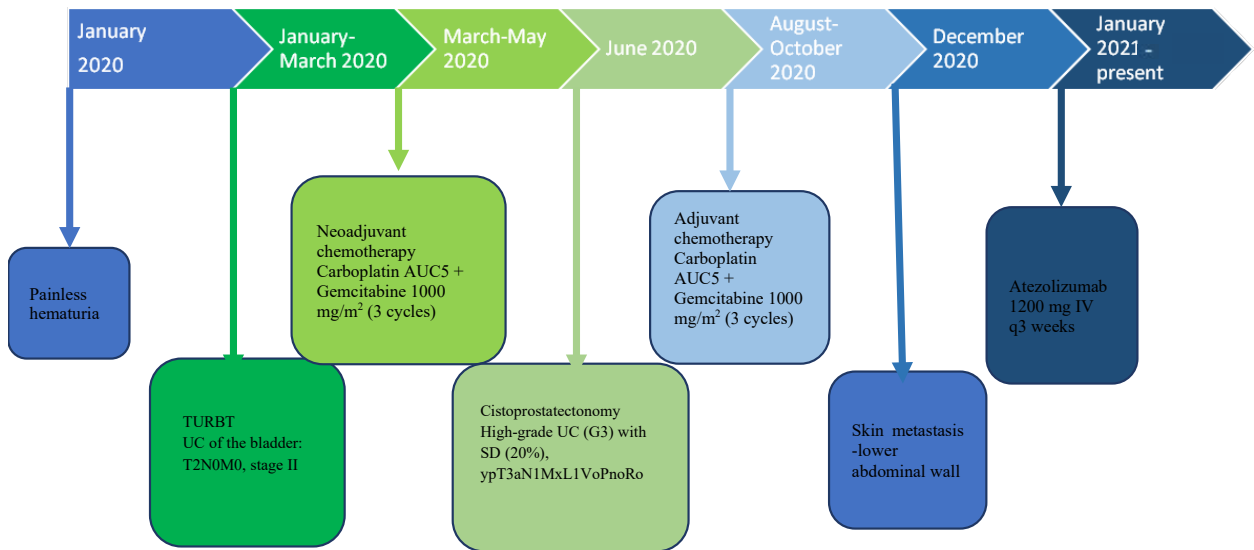 January
2020
January-
March 2020
March-May
2020
June 2020
August-
October
2020
December
2020
January
2021 -
present
Painless
hematuria
TURBT
UC of the bladder:
T2N0M0, stage II
Neoadjuvant
chemotherapy
Carboplatin AUC5 +
Gemcitabine 1000
mg/m² (3 cycles)
Cistoprostatectonomy
High-grade UC (G3) with
SD (20%),
ypT3aN1MxL1VoPnoRo
Adjuvant
chemotherapy
Carboplatin
AUC5 +
Gemcitabine 1000
mg/m² (3 cycles)
Skin metastasis
-lower
abdominal wall
Atezolizumab
1200 mg IV
q3 weeks